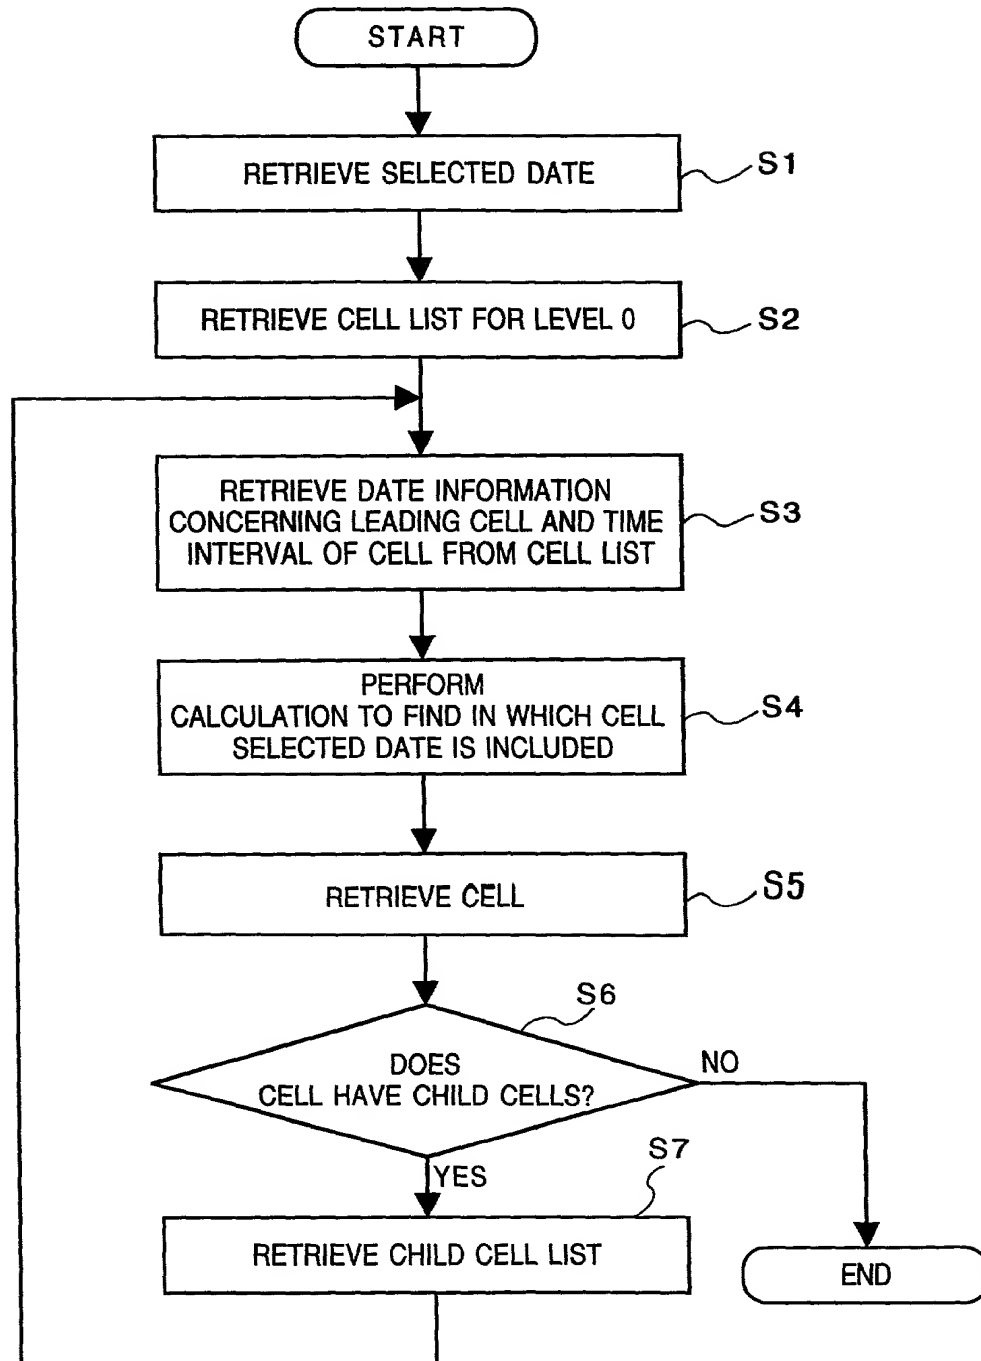 START
RETRIEVE SELECTED DATE
S1
RETRIEVE CELL LIST FOR LEVEL 0
S2
RETRIEVE DATE INFORMATION
CONCERNING LEADING CELL AND TIME
INTERVAL OF CELL FROM CELL LIST
S3
PERFORM
CALCULATION TO FIND IN WHICH CELL
SELECTED DATE IS INCLUDED
S4
RETRIEVE CELL
S5
S6
DOES
CELL HAVE CHILD CELLS?
NO
YES
S7
RETRIEVE CHILD CELL LIST
END